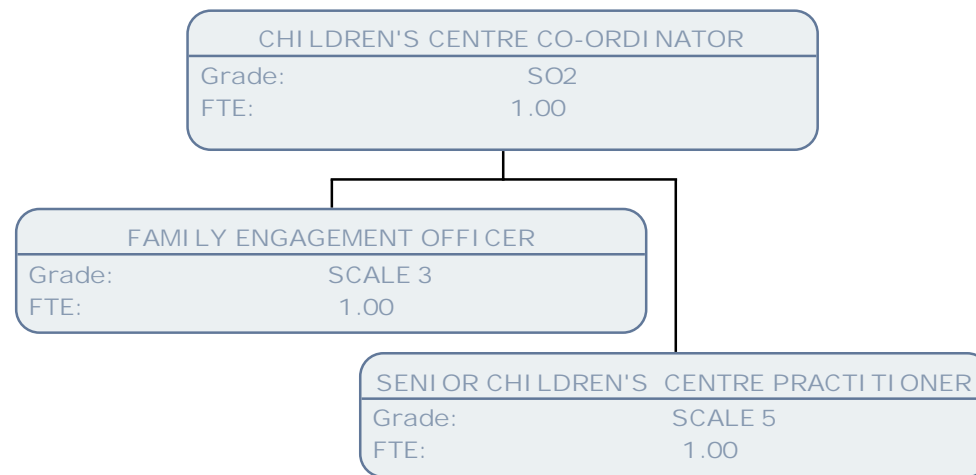 CHILDREN'S CENTRE CO-ORDINATOR
Grade: SO2
FTE: 1.00
FAMILY ENGAGEMENT OFFICER
Grade: SCALE 3
FTE: 1.00
SENIOR CHILDREN'S CENTRE PRACTITIONER
Grade: SCALE 5
FTE: 1.00